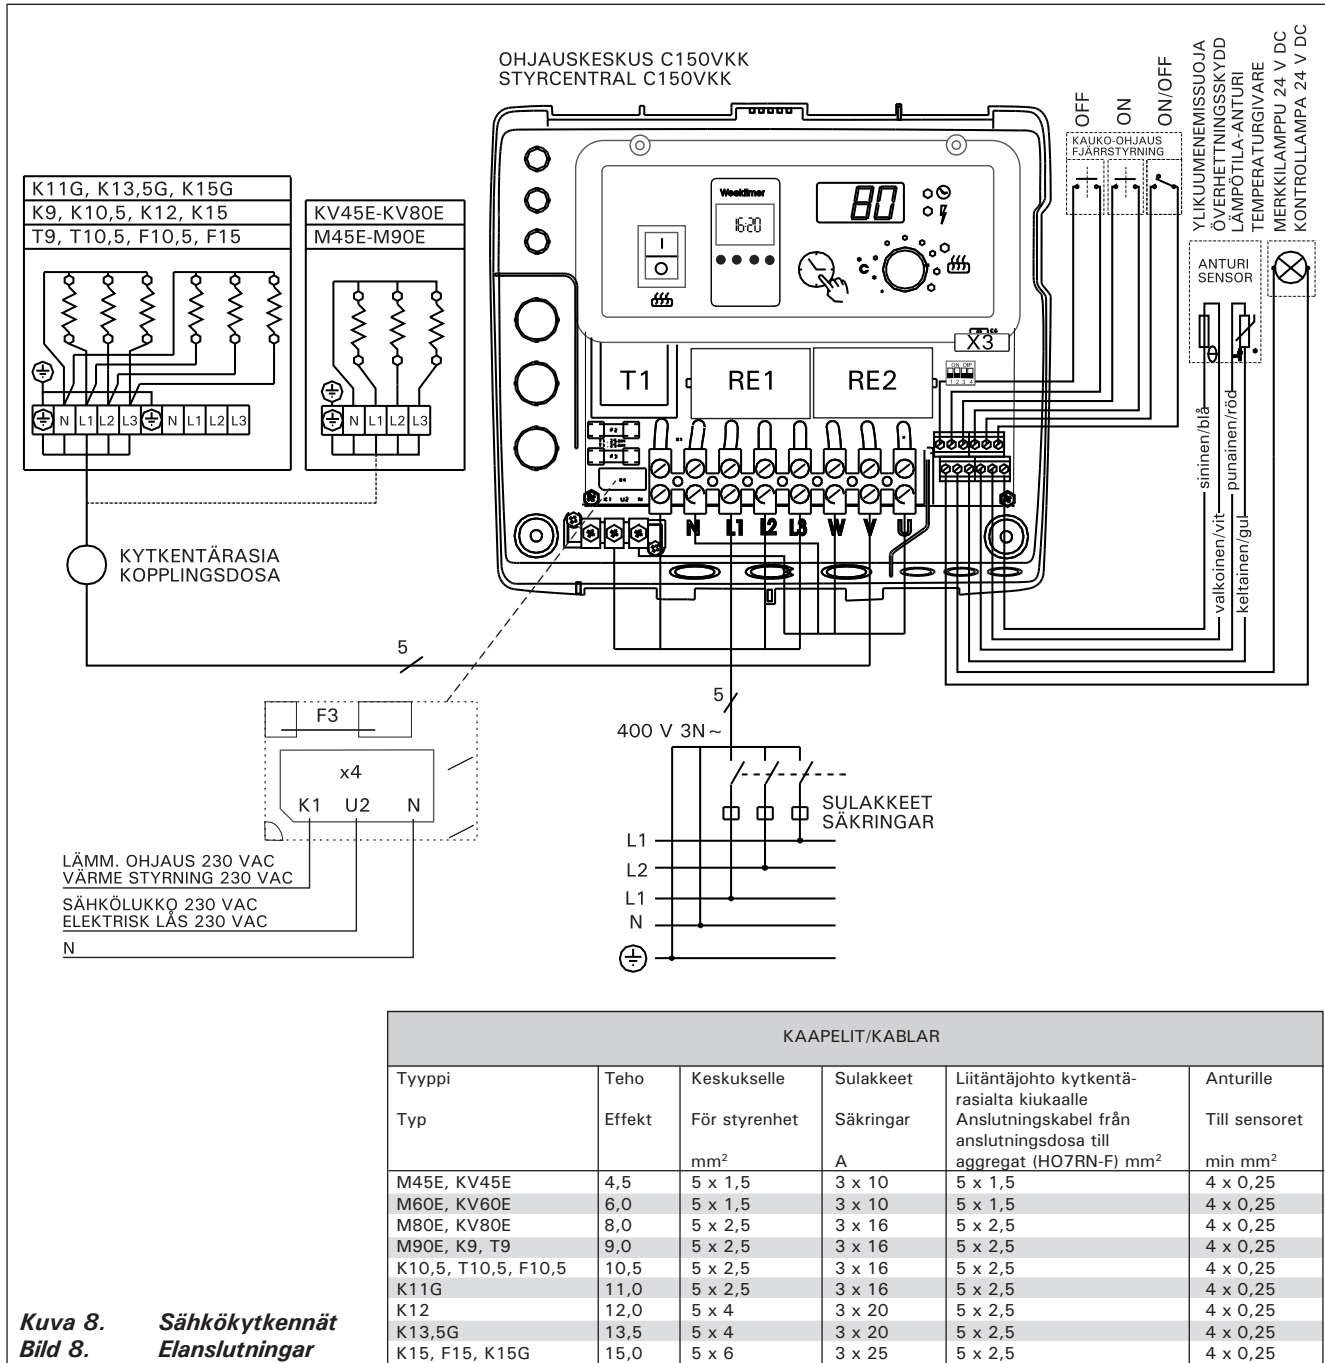 OHJAUSKESKUS C150VKK
STYRCENTRAL C150VKK
OFF
ON
ON/OFF
KAUKO-OHJAUS
FJÄRRSTYRNING
YLIKUUMENEMISSUOJA
ÖVERHETTNINGSSKYDD
LÄMPÖTILA-ANTURI
TEMPERATURGIVARE
MERKKILAMPPU 24 V DC
KONTROLLAMPA 24 V DC
ANTURI
SENSOR
K11G, K13,5G, K15G
K9, K10,5, K12, K15
T9, T10,5, F10,5, F15
N L1 L2 L3 N L1 L2 L3
KV45E-KV80E
M45E-M90E
N L1 L2 L3
Weektimer
16:20
80
I
O
C
X3
ON DIP
1 2 3 4
T1
RE1
RE2
N L1 L2 L3 W V U
sininen/blå
punainen/röd
valkoinen/vit
keltainen/gul
KYTKENTÄRASIA
KOPPLINGSDOSA
5
5
400 V 3N~
F3
x4
K1 U2 N
LÄMM. OHJAUS 230 VAC
VÄRME STYRNING 230 VAC
SÄHKÖLUKKO 230 VAC
ELEKTRISK LÅS 230 VAC
N
SULAKKEET
SÄKRINGAR
L1
L2
L1
N
KAAPELIT/KABLAR
Tyyppi Teho Keskukselle Sulakkeet Liitäntäjohto kytkentä- Anturille
rasialta kiukaalle
Typ Effekt För styrenhet Säkringar Anslutningskabel från Till sensoret
anslutningsdosa till
mm² A aggregat (HO7RN-F) mm² min mm²
M45E, KV45E 4,5 5 x 1,5 3 x 10 5 x 1,5 4 x 0,25
M60E, KV60E 6,0 5 x 1,5 3 x 10 5 x 1,5 4 x 0,25
M80E, KV80E 8,0 5 x 2,5 3 x 16 5 x 2,5 4 x 0,25
M90E, K9, T9 9,0 5 x 2,5 3 x 16 5 x 2,5 4 x 0,25
K10,5, T10,5, F10,5 10,5 5 x 2,5 3 x 16 5 x 2,5 4 x 0,25
K11G 11,0 5 x 2,5 3 x 16 5 x 2,5 4 x 0,25
K12 12,0 5 x 4 3 x 20 5 x 2,5 4 x 0,25
K13,5G 13,5 5 x 4 3 x 20 5 x 2,5 4 x 0,25
K15, F15, K15G 15,0 5 x 6 3 x 25 5 x 2,5 4 x 0,25
Kuva 8. Sähkökytkennät
Bild 8. Elanslutningar